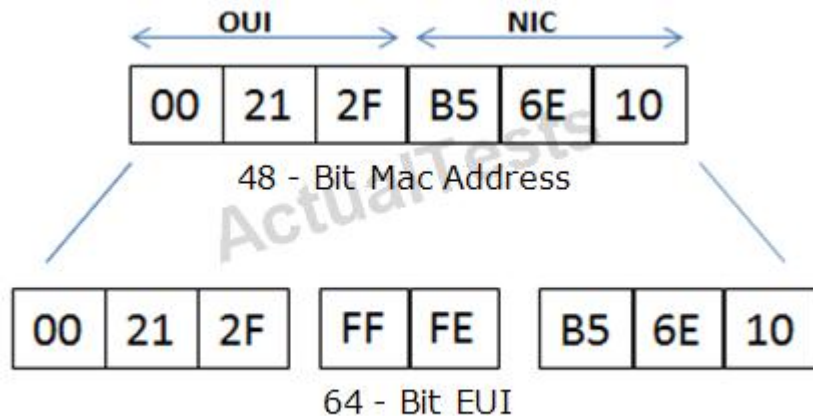 OUI NIC
00 21 2F B5 6E 10
48 - Bit Mac Address
ActualTests
00 21 2F FF FE B5 6E 10
64 - Bit EUI